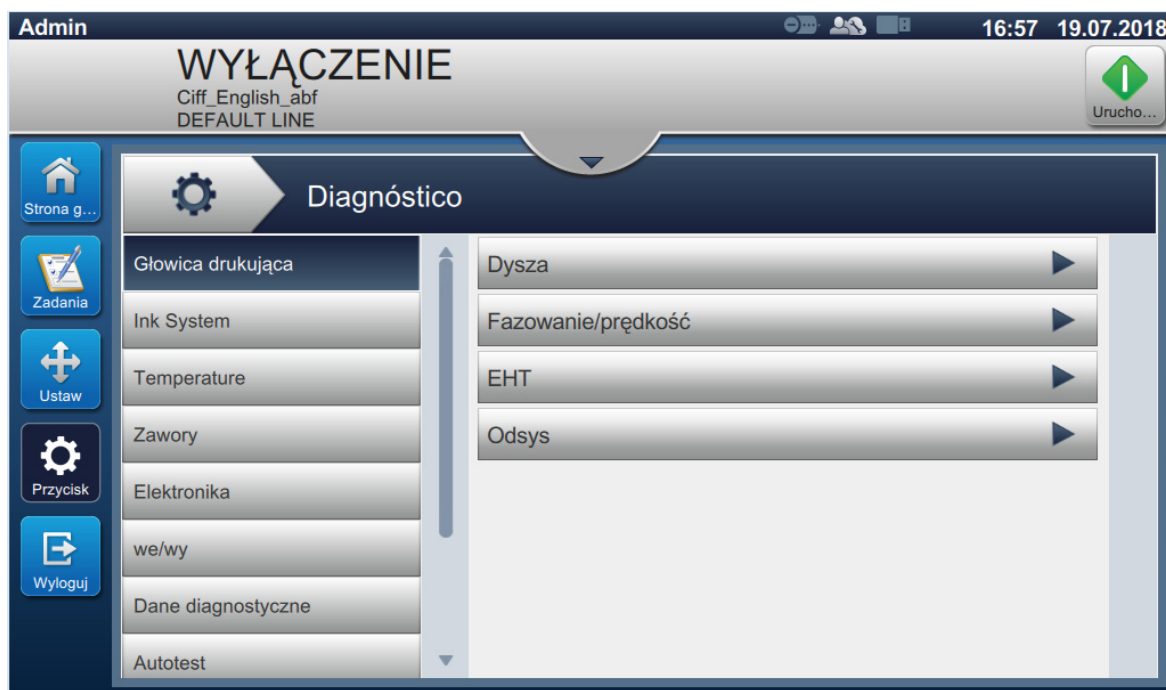 Admin
16:57 19.07.2018
WYŁĄCZENIE
Ciff_English_abf
DEFAULT LINE
Urucho...
Strona g...
Zadania
Ustaw
Przycisk
Wyloguj
Diagnóstico
Głowica drukująca
Ink System
Temperature
Zawory
Elektronika
we/wy
Dane diagnostyczne
Autotest
Dysza
Fazowanie/prędkość
EHT
Odsys